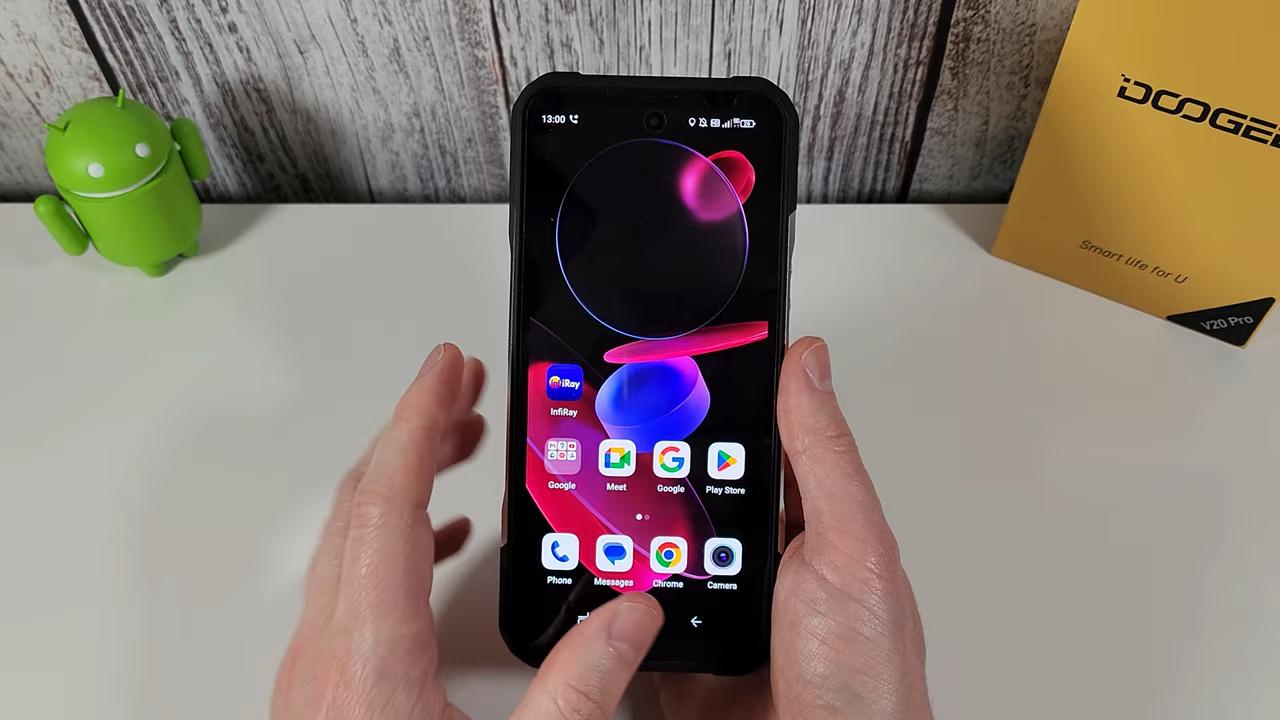 13:00
DOOGEE
Smart life for U
V20 Pro
iRay
InfiRay
Google
Meet
Google
Play Store
Phone
Messages
Chrome
Camera